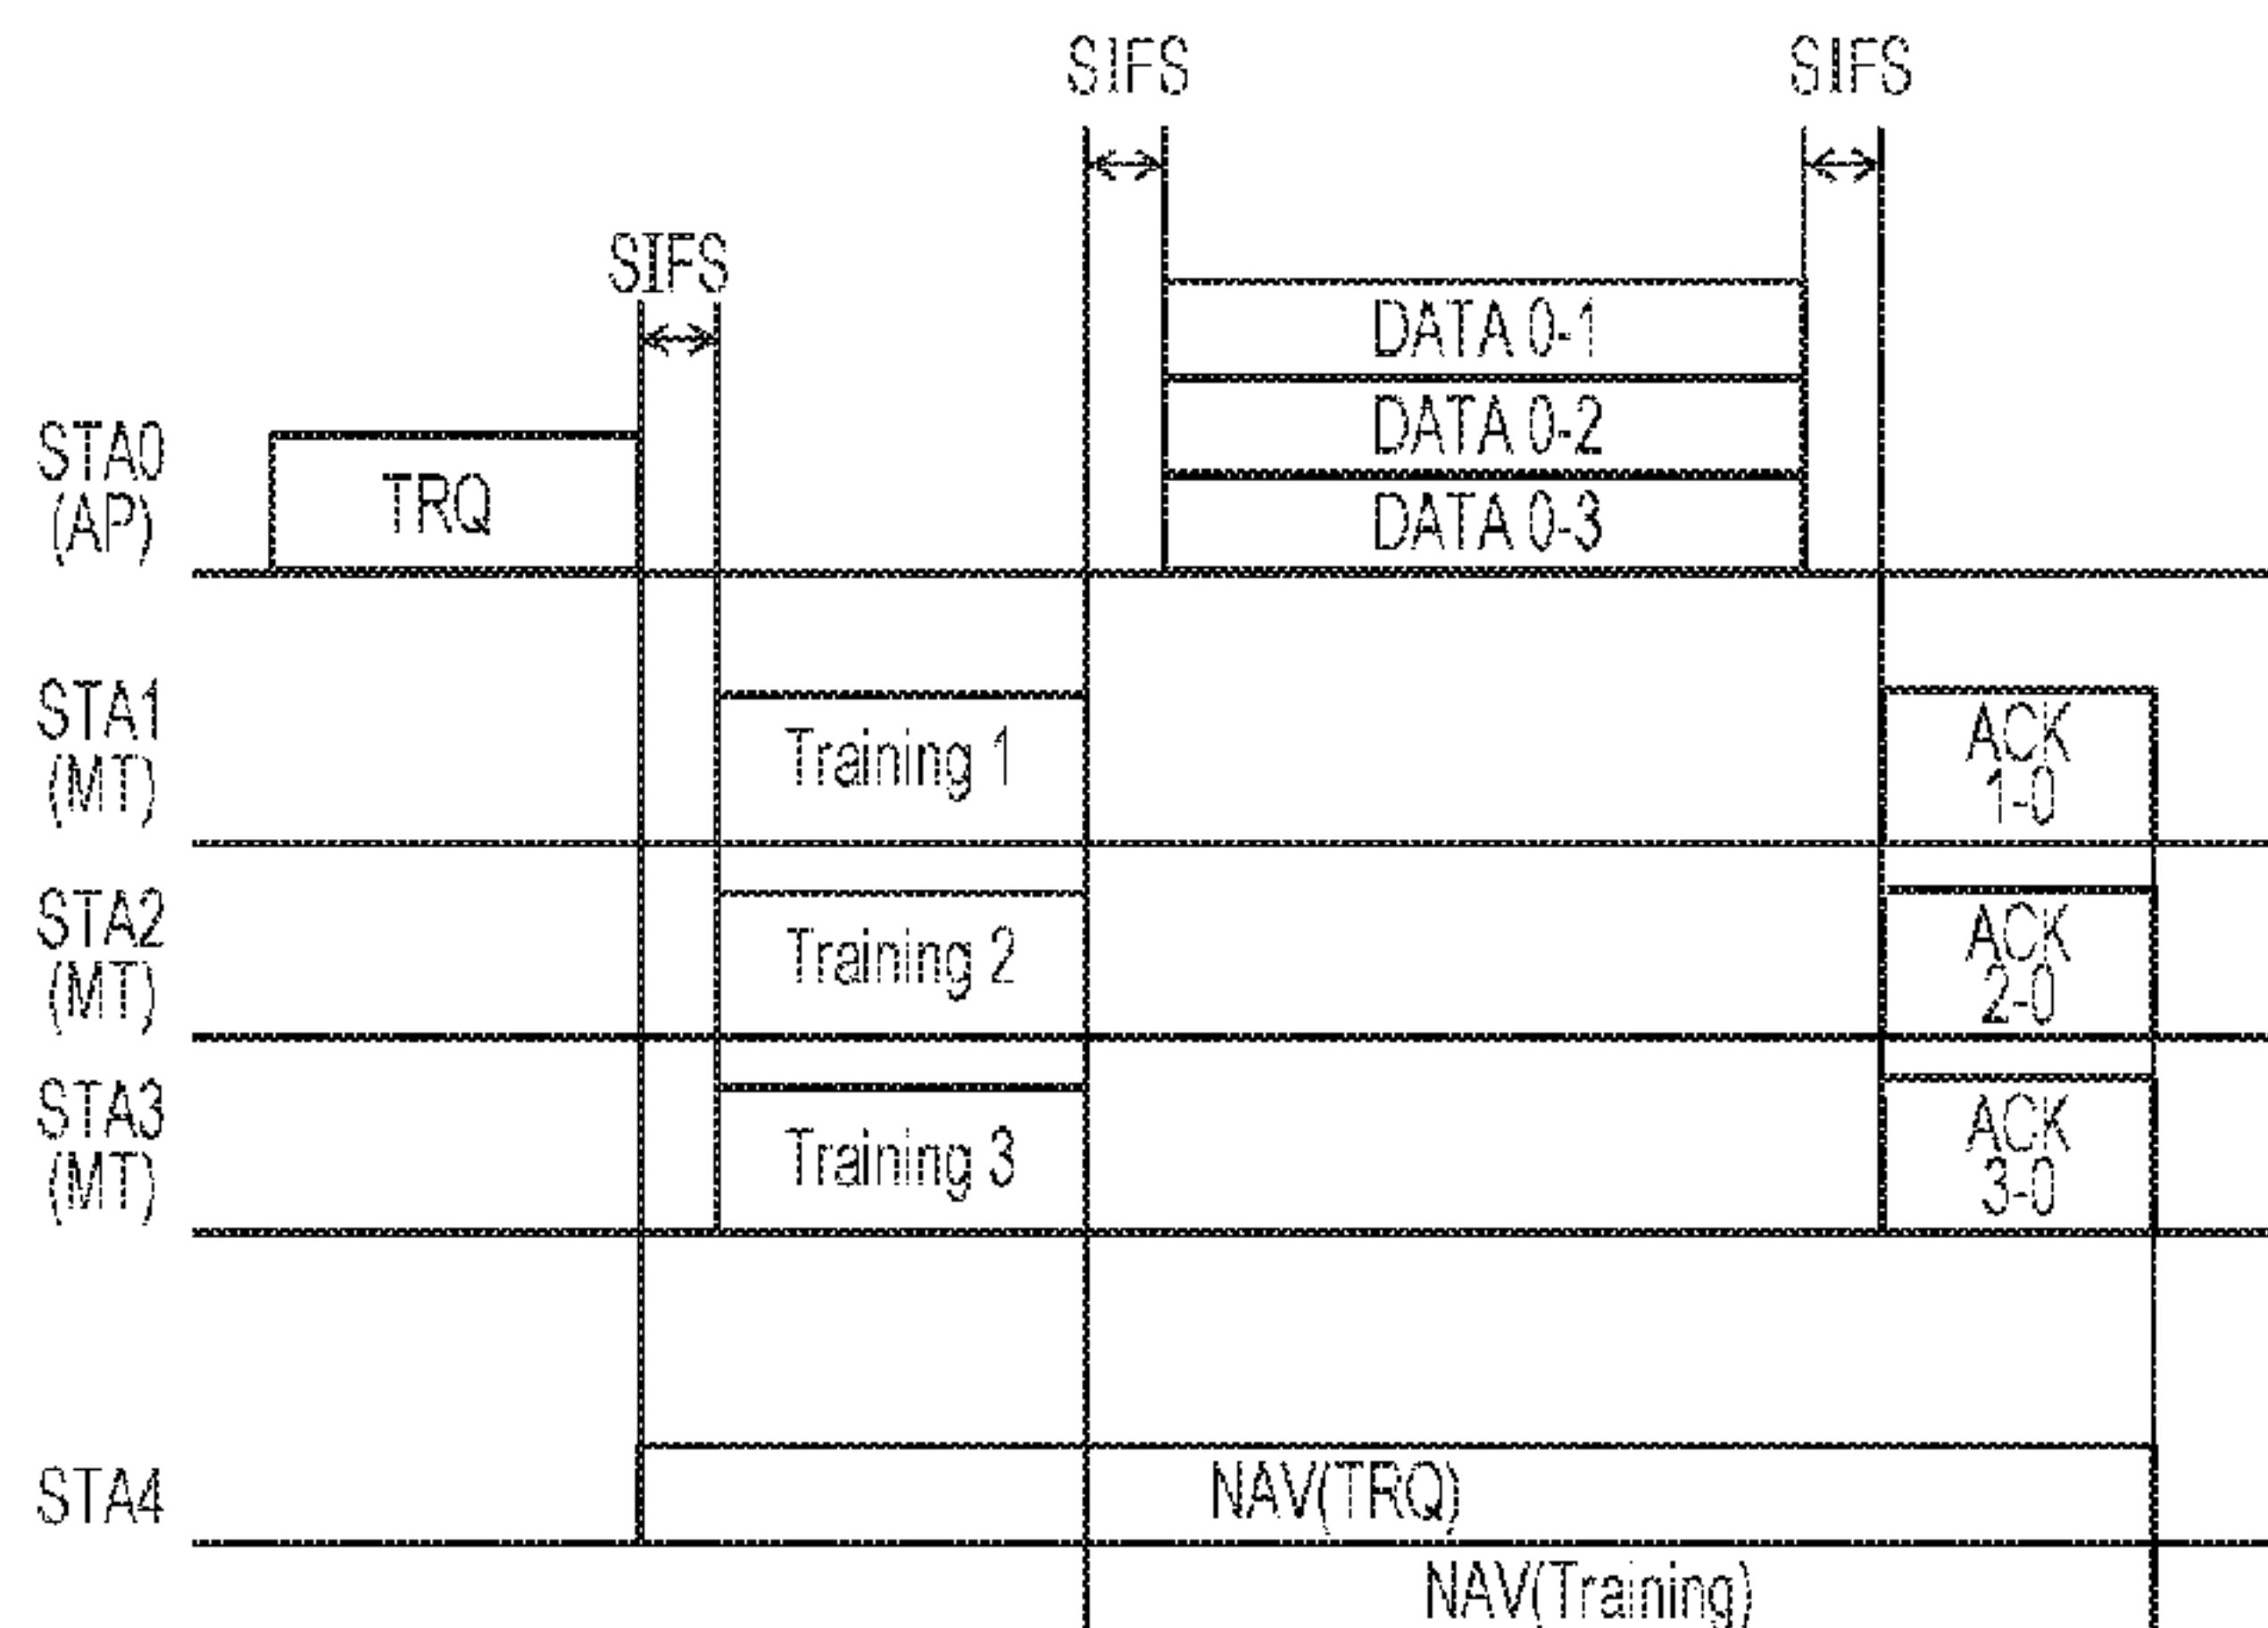 SIFS
SIFS
SIFS
DATA 0-1
DATA 0-2
DATA 0-3
STA0
(AP)
TRQ
STA1
(MT)
Training 1
ACK
1-0
STA2
(MT)
Training 2
ACK
2-0
STA3
(MT)
Training 3
ACK
3-0
STA4
NAV(TRQ)
NAV(Training)